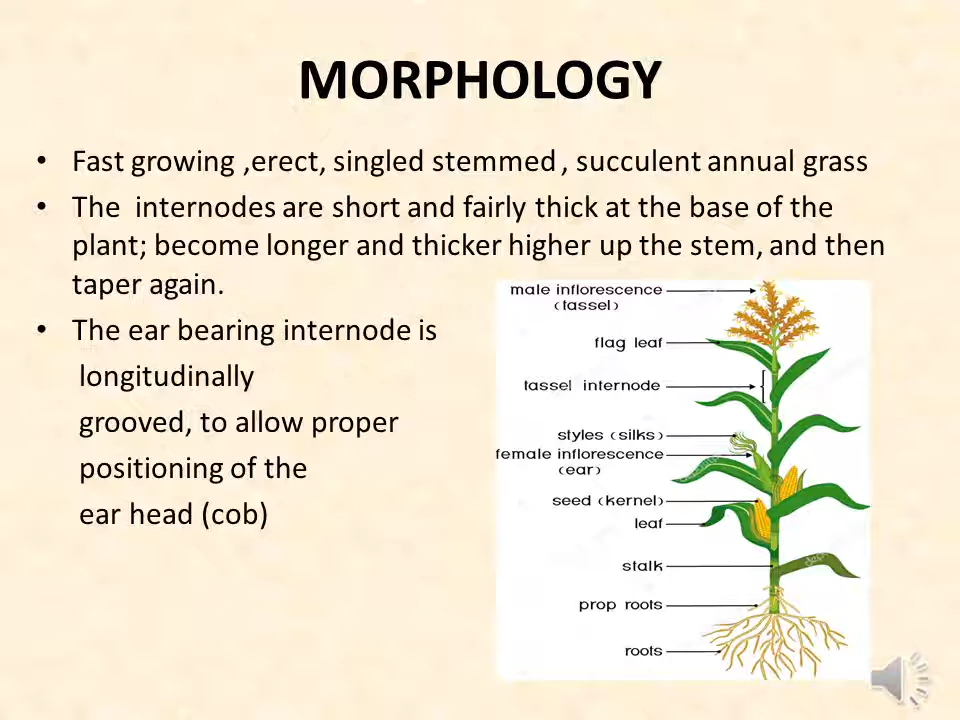 MORPHOLOGY
• Fast growing ,erect, singled stemmed , succulent annual grass
• The internodes are short and fairly thick at the base of the
plant; become longer and thicker higher up the stem, and then
taper again.
• The ear bearing internode is
longitudinally
grooved, to allow proper
positioning of the
ear head (cob)
male inflorescence
(tassel)
flag leaf
tassel internode
styles (silks)
female inflorescence
(ear)
seed (kernel)
leaf
stalk
prop roots
roots